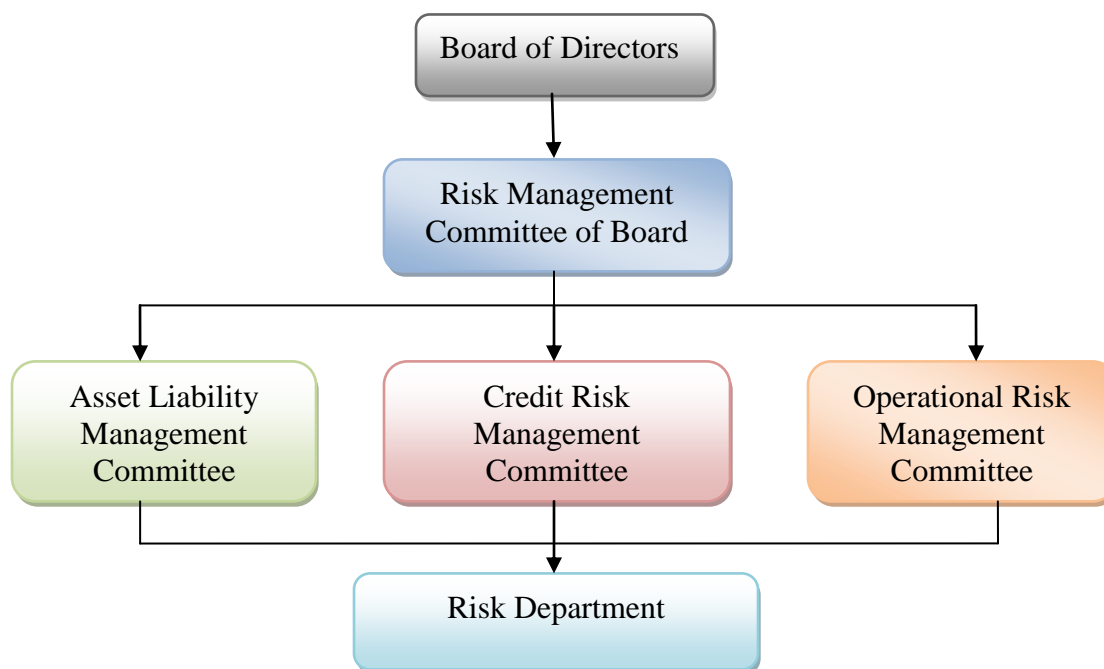 Board of Directors
Risk Management
Committee of Board
Asset Liability
Management
Committee
Credit Risk
Management
Committee
Operational Risk
Management
Committee
Risk Department